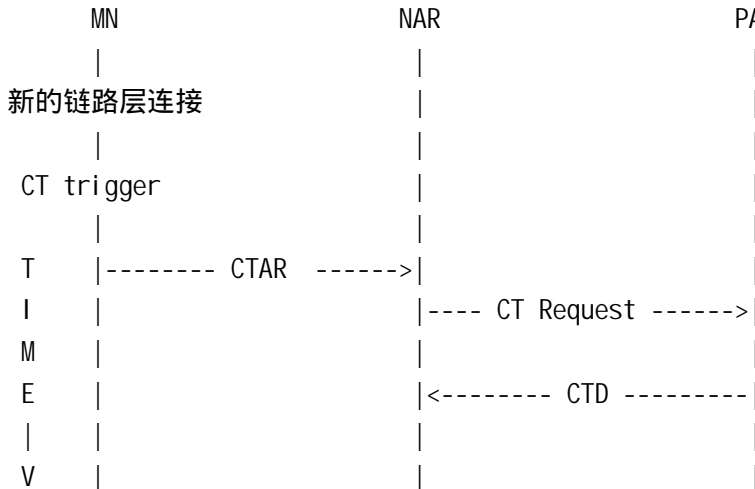 MN NAR PA
| | |
新的链路层连接 | |
| | |
CT trigger | |
| | |
T |-------- CTAR ------>| |
I | |---- CT Request ------>|
M | | |
E | |<-------- CTD ---------|
| | | |
V | | |